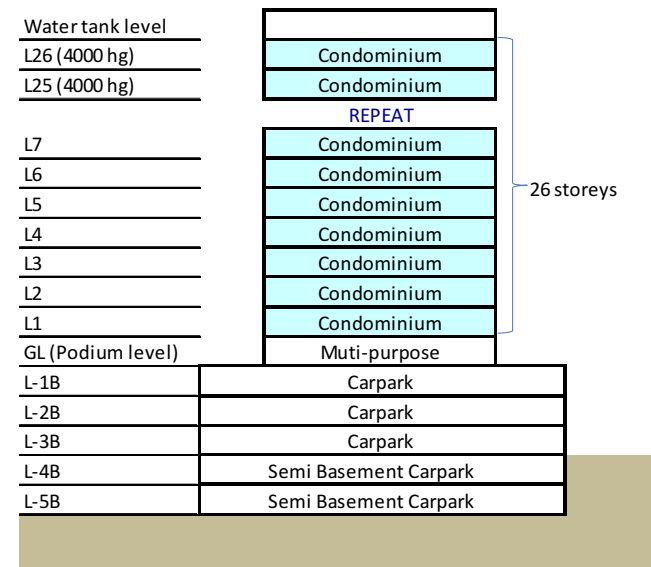 Water tank level
L26 (4000 hg) Condominium
L25 (4000 hg) Condominium
REPEAT
L7 Condominium
L6 Condominium
L5 Condominium
26 storeys
L4 Condominium
L3 Condominium
L2 Condominium
L1 Condominium
GL (Podium level) Muti-purpose
L-1B Carpark
L-2B Carpark
L-3B Carpark
L-4B Semi Basement Carpark
L-5B Semi Basement Carpark